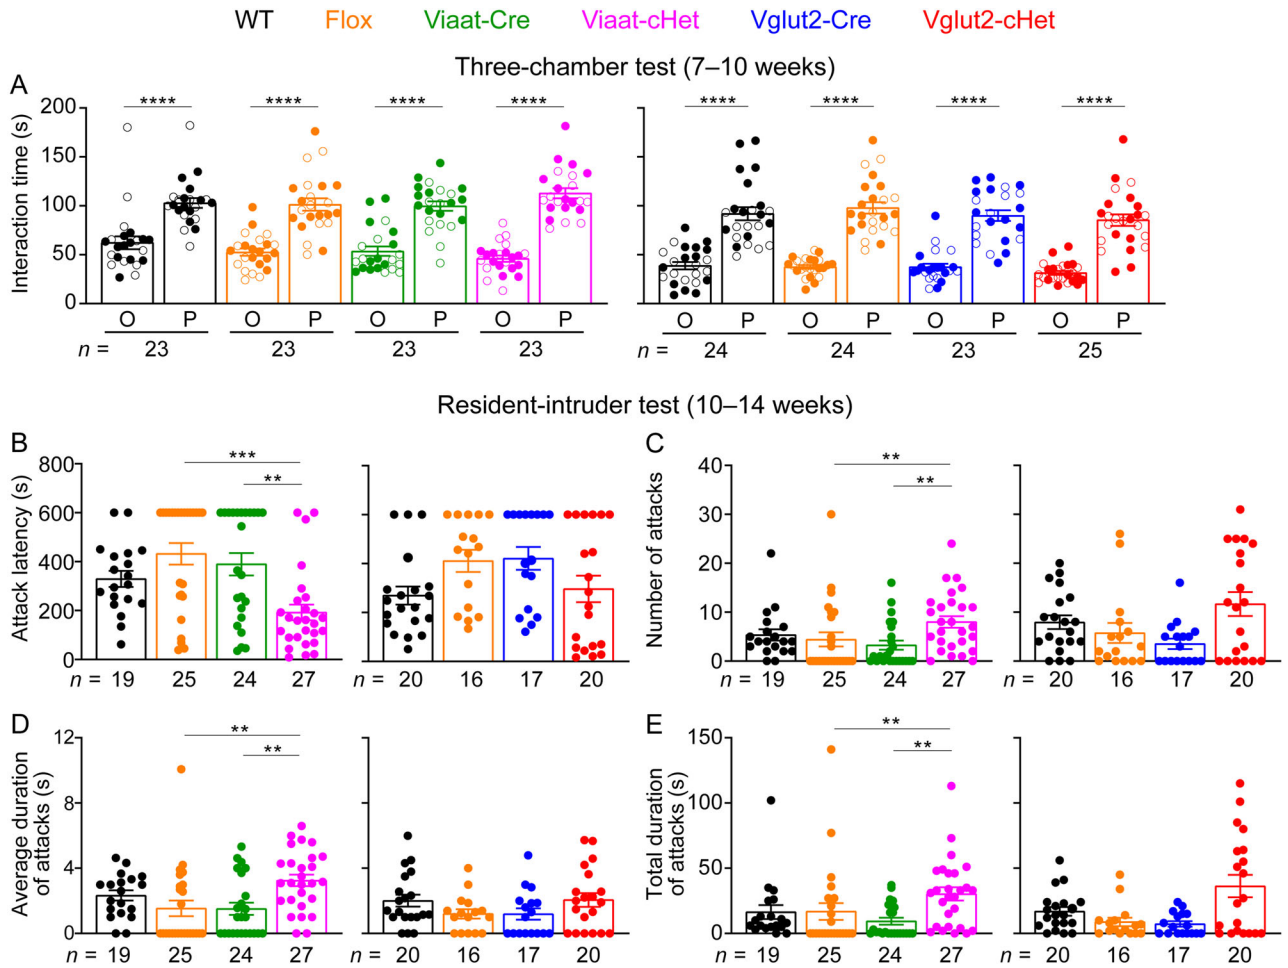 WT Flox Viaat-Cre Viaat-cHet Vglut2-Cre Vglut2-cHet
Three-chamber test (7–10 weeks)
A
Interaction time (s)
200
150
100
50
0
**** **** **** **** **** **** **** ****
O P O P O P O P O P O P O P O P
n = 23 23 23 23 n = 24 24 23 25
Resident-intruder test (10–14 weeks)
B
Attack latency (s)
800
600
400
200
0
***
**
n = 19 25 24 27 n = 20 16 17 20
C
Number of attacks
40
30
20
10
0
**
**
n = 19 25 24 27 n = 20 16 17 20
D
Average duration
of attacks (s)
12
8
4
0
**
**
n = 19 25 24 27 n = 20 16 17 20
E
Total duration
of attacks (s)
150
100
50
0
**
**
n = 19 25 24 27 n = 20 16 17 20